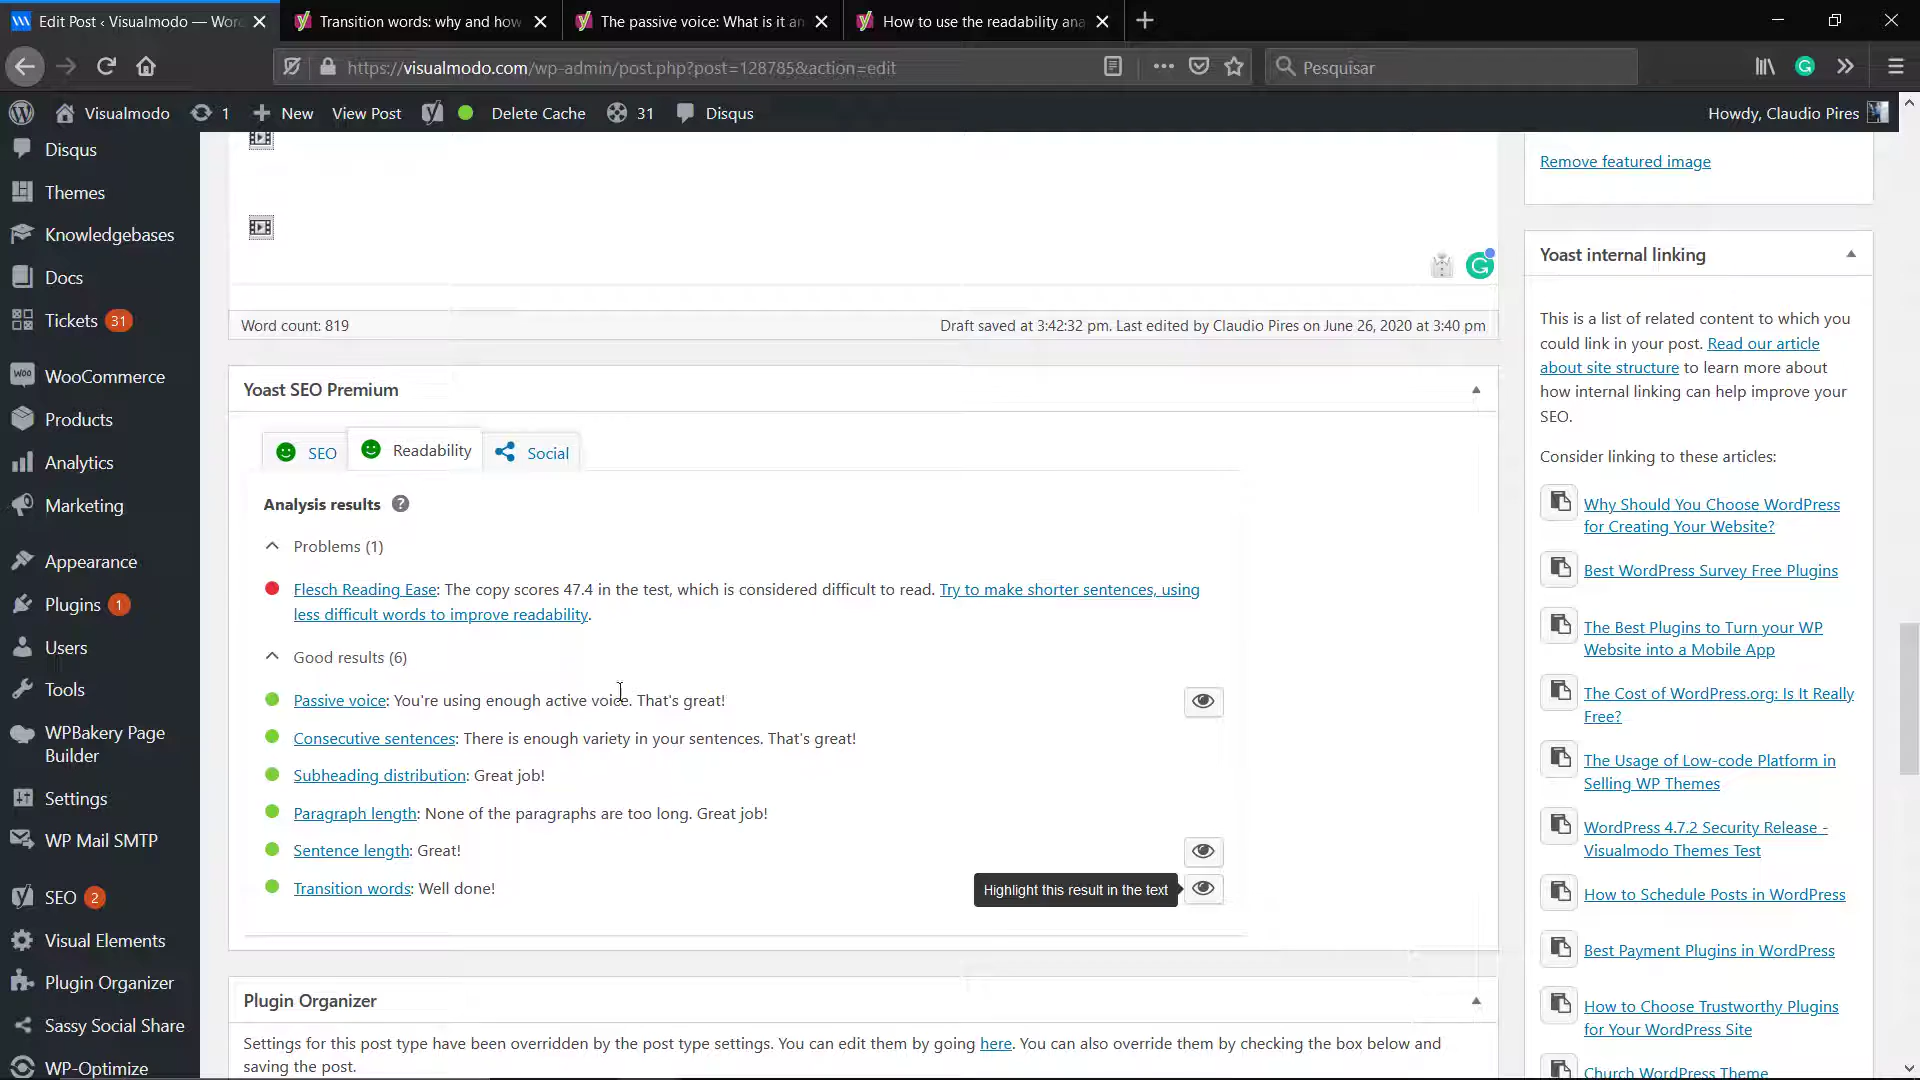 Edit Post ‹ Visualmodo — Wor
Transition words: why and how
The passive voice: What is it an
How to use the readability ana
https://visualmodo.com/wp-admin/post.php?post=128785&action=edit
Pesquisar
Visualmodo
1
New
View Post
Delete Cache
31
Disqus
Howdy, Claudio Pires
Disqus
Themes
Knowledgebases
Docs
Tickets 31
WooCommerce
Products
Analytics
Marketing
Appearance
Plugins 1
Users
Tools
WPBakery Page
Builder
Settings
WP Mail SMTP
SEO 2
Visual Elements
Plugin Organizer
Sassy Social Share
WP-Optimize
Word count: 819
Draft saved at 3:42:32 pm. Last edited by Claudio Pires on June 26, 2020 at 3:40 pm
Yoast SEO Premium
SEO
Readability
Social
Analysis results
Problems (1)
Flesch Reading Ease: The copy scores 47.4 in the test, which is considered difficult to read. Try to make shorter sentences, using
less difficult words to improve readability.
Good results (6)
Passive voice: You're using enough active voice. That's great!
Consecutive sentences: There is enough variety in your sentences. That's great!
Subheading distribution: Great job!
Paragraph length: None of the paragraphs are too long. Great job!
Sentence length: Great!
Transition words: Well done!
Highlight this result in the text
Plugin Organizer
Settings for this post type have been overridden by the post type settings. You can edit them by going here. You can also override them by checking the box below and
saving the post.
Remove featured image
Yoast internal linking
This is a list of related content to which you
could link in your post. Read our article
about site structure to learn more about
how internal linking can help improve your
SEO.
Consider linking to these articles:
Why Should You Choose WordPress
for Creating Your Website?
Best WordPress Survey Free Plugins
The Best Plugins to Turn your WP
Website into a Mobile App
The Cost of WordPress.org: Is It Really
Free?
The Usage of Low-code Platform in
Selling WP Themes
WordPress 4.7.2 Security Release -
Visualmodo Themes Test
How to Schedule Posts in WordPress
Best Payment Plugins in WordPress
How to Choose Trustworthy Plugins
for Your WordPress Site
Church WordPress Theme